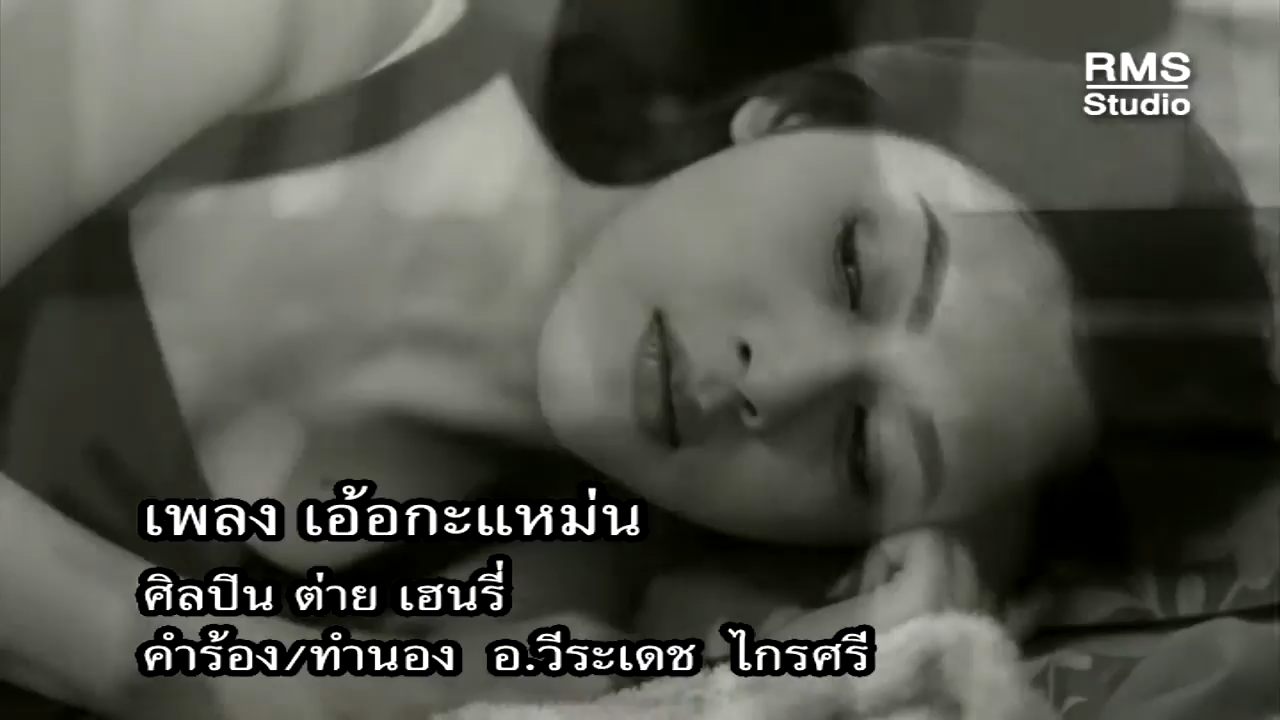 RMS
Studio
เพลง เอ้อกะแหม่น
ศิลปิน ต่าย เฮนรี่
คำร้อง/ทำนอง อ.วีระเดช ไกรศรี